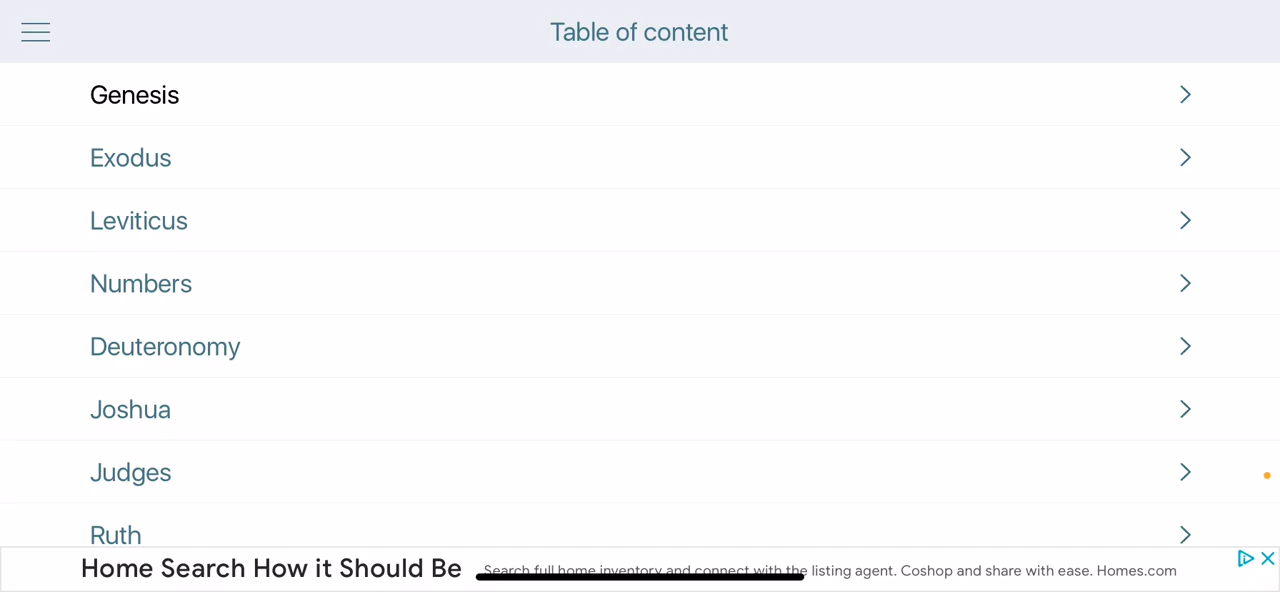 Table of content
Genesis
Exodus
Leviticus
Numbers
Deuteronomy
Joshua
Judges
Ruth
Home Search How it Should Be
Search full home inventory and connect with the listing agent. Coshop and share with ease. Homes.com